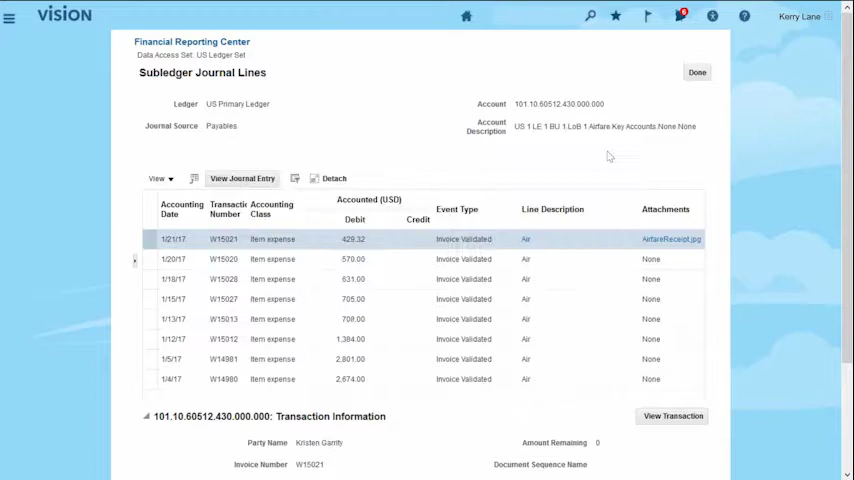 VISION
6
Kerry Lane
Financial Reporting Center
Data Access Set: US Ledger Set
Subledger Journal Lines
Done
Ledger US Primary Ledger
Account 101.10.60512.430.000.000
Journal Source Payables
Account Description US 1 LE 1 BU 1.LoB 1.Airfare.Key Accounts.None.None
View View Journal Entry Detach
Accounting Date Transactic Number Accounting Class Accounted (USD) Debit Credit Event Type Line Description Attachments
1/21/17 W15021 Item expense 429.32 Invoice Validated Air AirfareReceipt.jpg
1/20/17 W15020 Item expense 570.00 Invoice Validated Air None
1/18/17 W15028 Item expense 631.00 Invoice Validated Air None
1/15/17 W15027 Item expense 705.00 Invoice Validated Air None
1/13/17 W15013 Item expense 708.00 Invoice Validated Air None
1/12/17 W15012 Item expense 1,384.00 Invoice Validated Air None
1/5/17 W14981 Item expense 2,801.00 Invoice Validated Air None
1/4/17 W14980 Item expense 2,674.00 Invoice Validated Air None
101.10.60512.430.000.000: Transaction Information
View Transaction
Party Name Kristen Garrity
Amount Remaining 0
Invoice Number W15021
Document Sequence Name